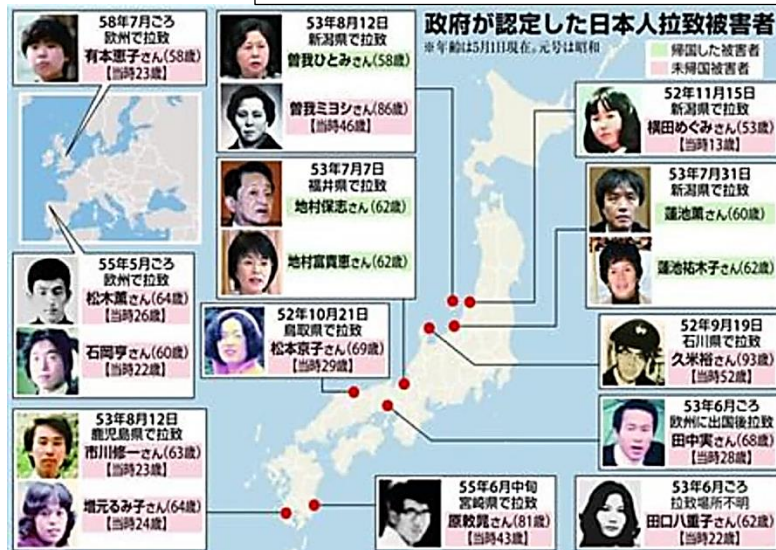 政府が認定した日本人拉致被害者
※年齢は5月1日現在。元号は昭和
帰国した被害者
未帰国被害者
58年7月ごろ
欧州で拉致
有本恵子さん(58歳)
【当時23歳】
53年8月12日
新潟県で拉致
曽我ひとみさん(58歳)
曽我ミヨシさん(86歳)
【当時46歳】
52年11月15日
新潟県で拉致
横田めぐみさん(53歳)
【当時13歳】
53年7月7日
福井県で拉致
地村保志さん(62歳)
地村富貴恵さん(62歳)
53年7月31日
新潟県で拉致
蓮池薫さん(60歳)
蓮池祐木子さん(62歳)
55年5月ごろ
欧州で拉致
松木薫さん(64歳)
【当時26歳】
石岡亨さん(60歳)
【当時22歳】
52年10月21日
鳥取県で拉致
松本京子さん(69歳)
【当時29歳】
52年9月19日
石川県で拉致
久米裕さん(93歳)
【当時52歳】
53年8月12日
鹿児島県で拉致
市川修一さん(63歳)
【当時23歳】
増元るみ子さん(64歳)
【当時24歳】
53年6月ごろ
欧州に出国後拉致
田中実さん(68歳)
【当時28歳】
55年6月中旬
宮崎県で拉致
原敕晁さん(81歳)
【当時43歳】
53年6月ごろ
拉致場所不明
田口八重子さん(62歳)
【当時22歳】